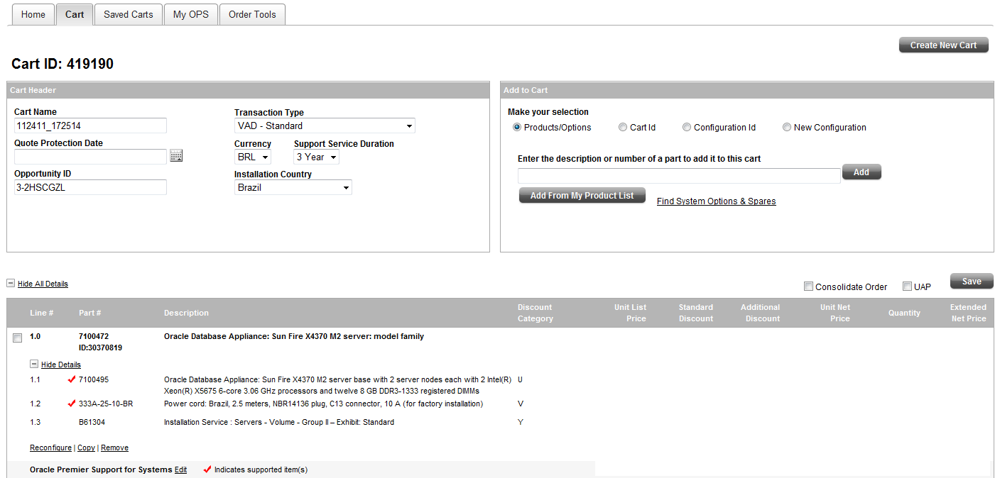 Home Cart Saved Carts My OPS Order Tools
Create New Cart
Cart ID: 419190
Cart Header
Cart Name
112411_172514
Transaction Type
VAD - Standard
Quote Protection Date
Currency
BRL
Support Service Duration
3 Year
Opportunity ID
3-2HSCGZL
Installation Country
Brazil
Add to Cart
Make your selection
Products/Options Cart Id Configuration Id New Configuration
Enter the description or number of a part to add it to this cart
Add
Add From My Product List Find System Options & Spares
Hide All Details
Consolidate Order UAP Save
Line # Part # Description Discount Category Unit List Price Standard Discount Additional Discount Unit Net Price Quantity Extended Net Price
1.0 7100472 Oracle Database Appliance: Sun Fire X4370 M2 server: model family
ID:30370819
Hide Details
1.1 7100495 Oracle Database Appliance: Sun Fire X4370 M2 server base with 2 server nodes each with 2 Intel(R) U
Xeon(R) X5675 6-core 3.06 GHz processors and twelve 8 GB DDR3-1333 registered DIMMs
1.2 333A-25-10-BR Power cord: Brazil, 2.5 meters, NBR14136 plug, C13 connector, 10 A (for factory installation) V
1.3 B61304 Installation Service : Servers - Volume - Group II – Exhibit: Standard Y
Reconfigure | Copy | Remove
Oracle Premier Support for Systems Edit Indicates supported item(s)